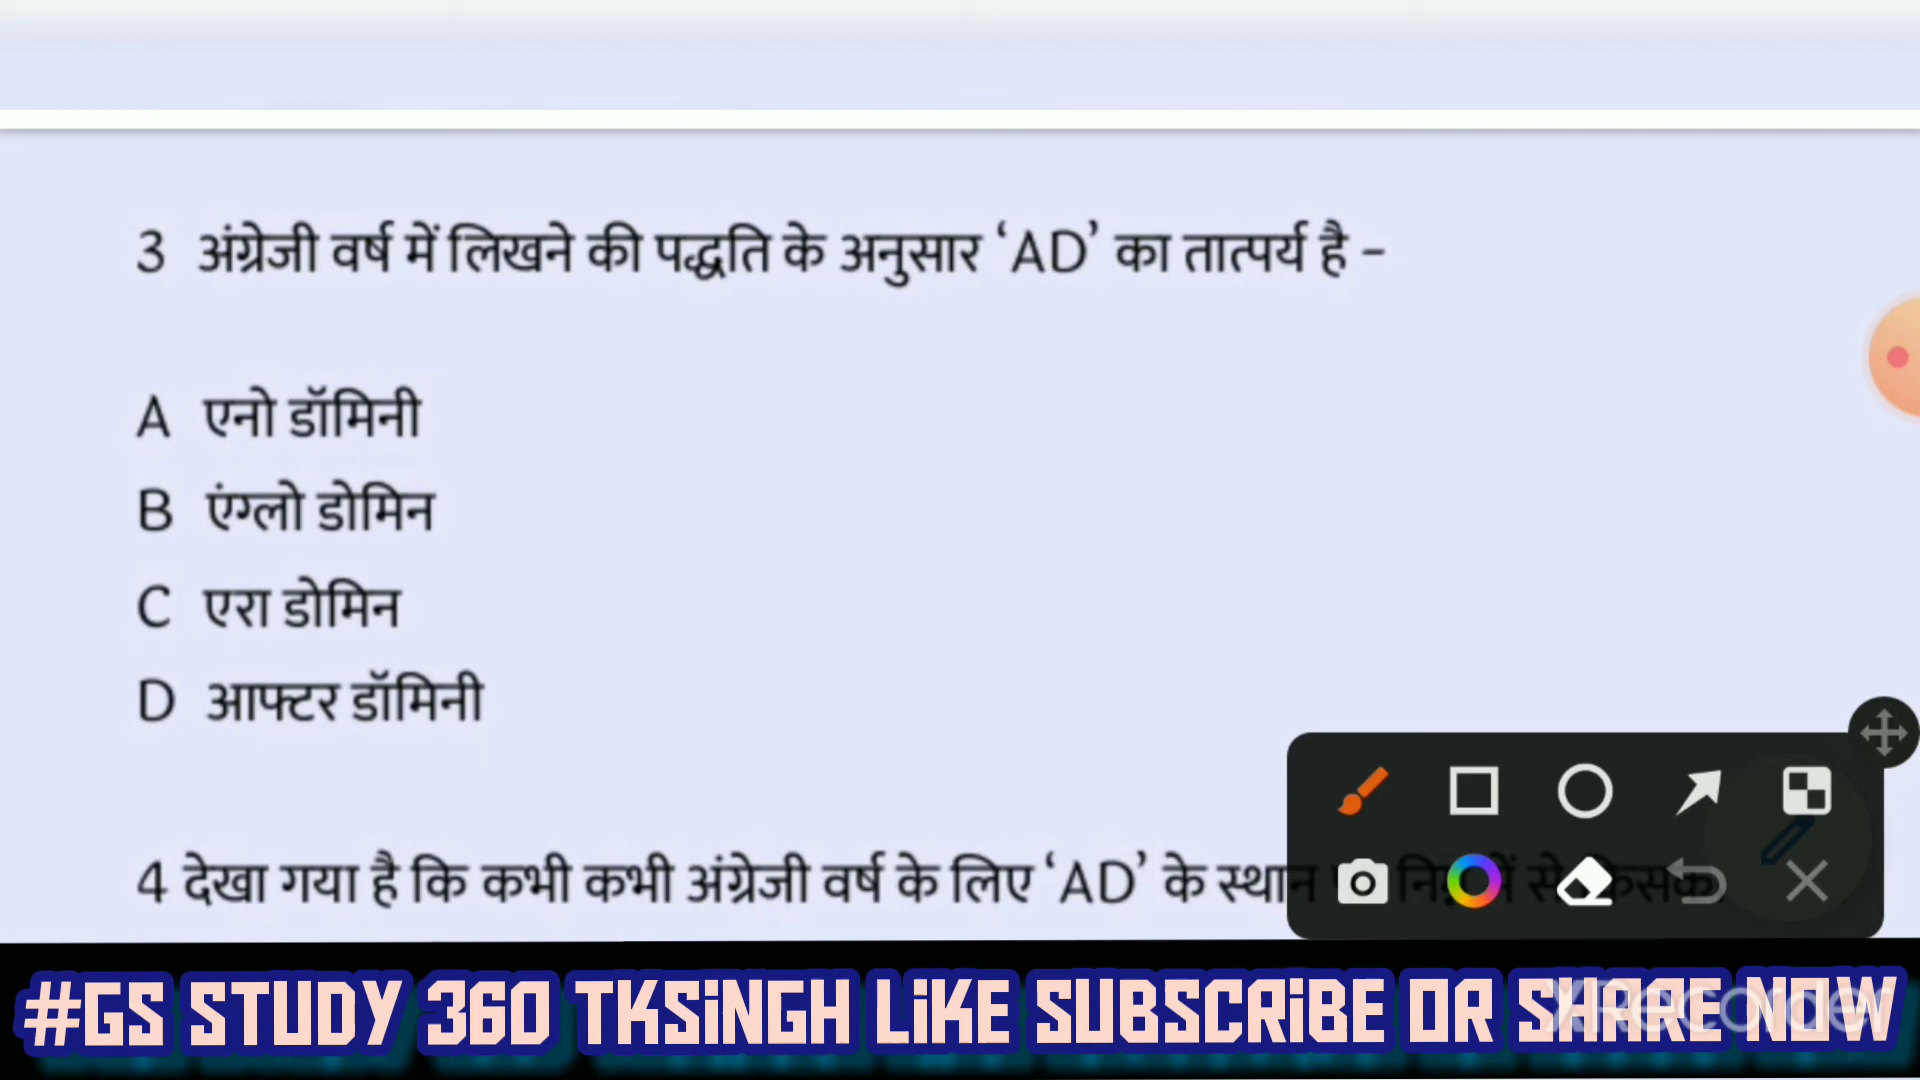 3 अंग्रेजी वर्ष में लिखने की पद्धति के अनुसार ‘AD’ का तात्पर्य है –
A एनो डॉमिनी
B एंग्लो डोमिन
C एरा डोमिन
D आफ्टर डॉमिनी
4 देखा गया है कि कभी कभी अंग्रेजी वर्ष के लिए ‘AD’ के स्थान में से
#GS STUDY 360 TKSiNGH LiKE SUBSCRiBE OR SHARE NOW
XRecorder